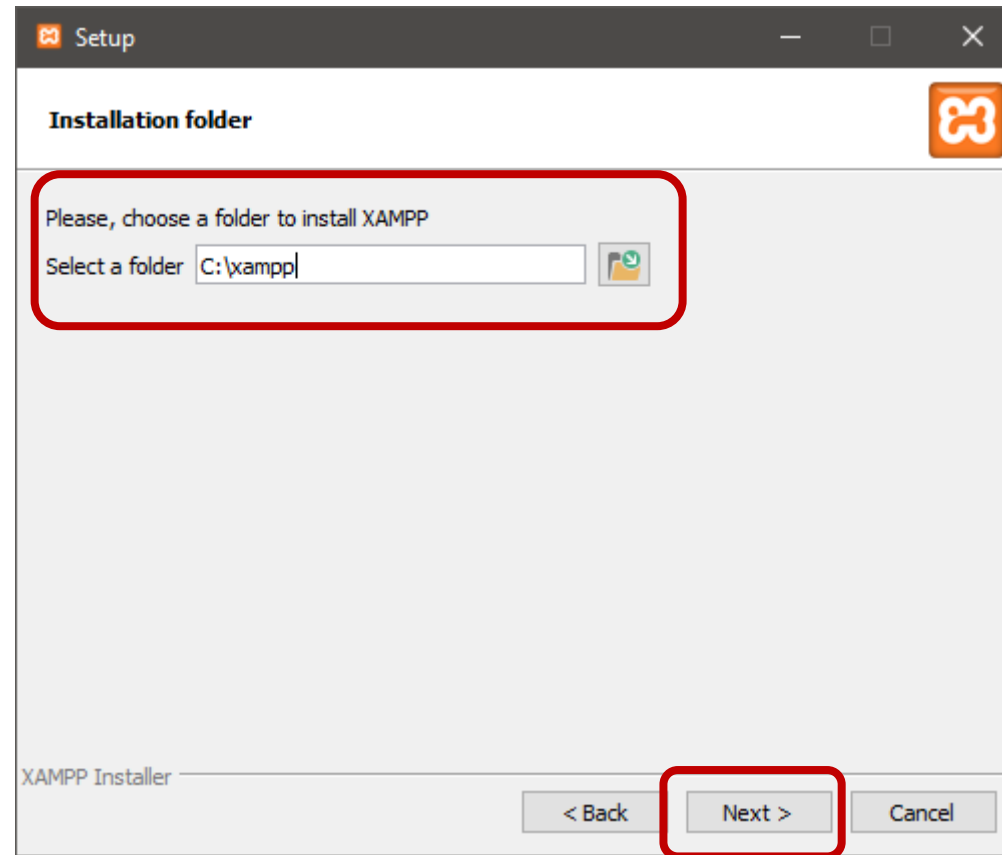 Setup
Installation folder
Please, choose a folder to install XAMPP
Select a folder C:\xampp
XAMPP Installer
< Back Next > Cancel